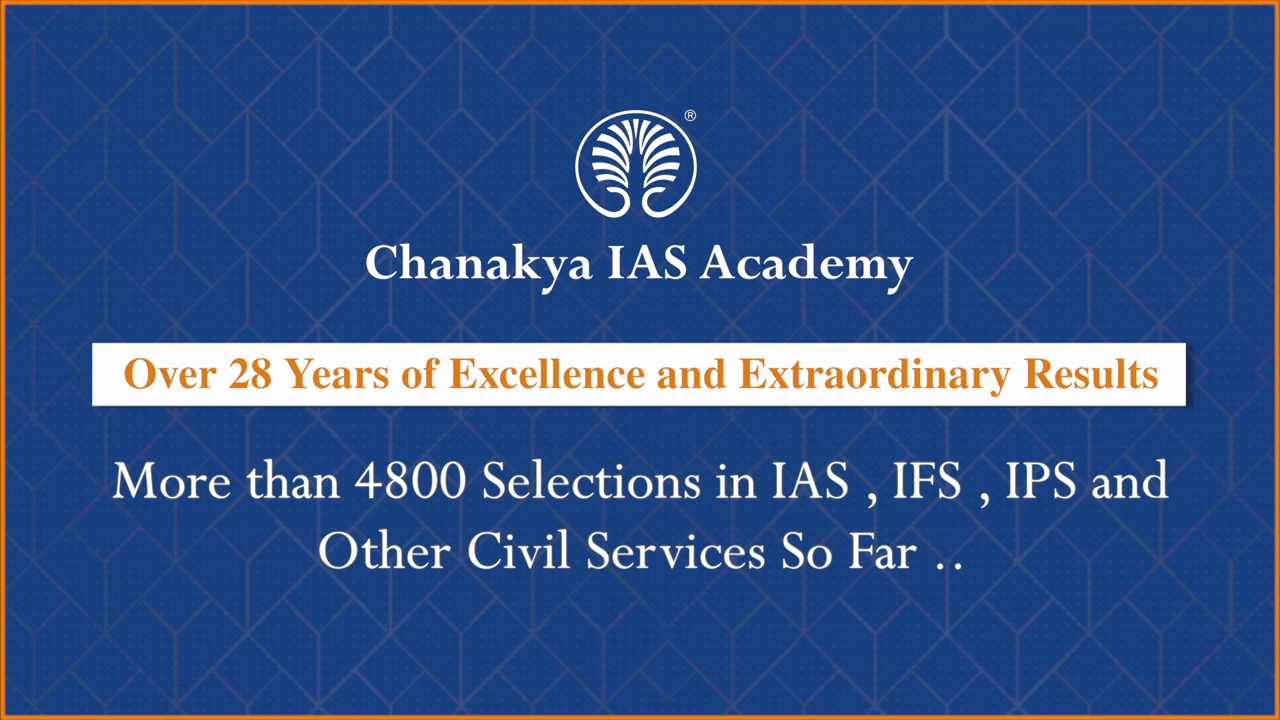 ®
Chanakya IAS Academy
Over 28 Years of Excellence and Extraordinary Results
More than 4800 Selections in IAS , IFS , IPS and
Other Civil Services So Far ..